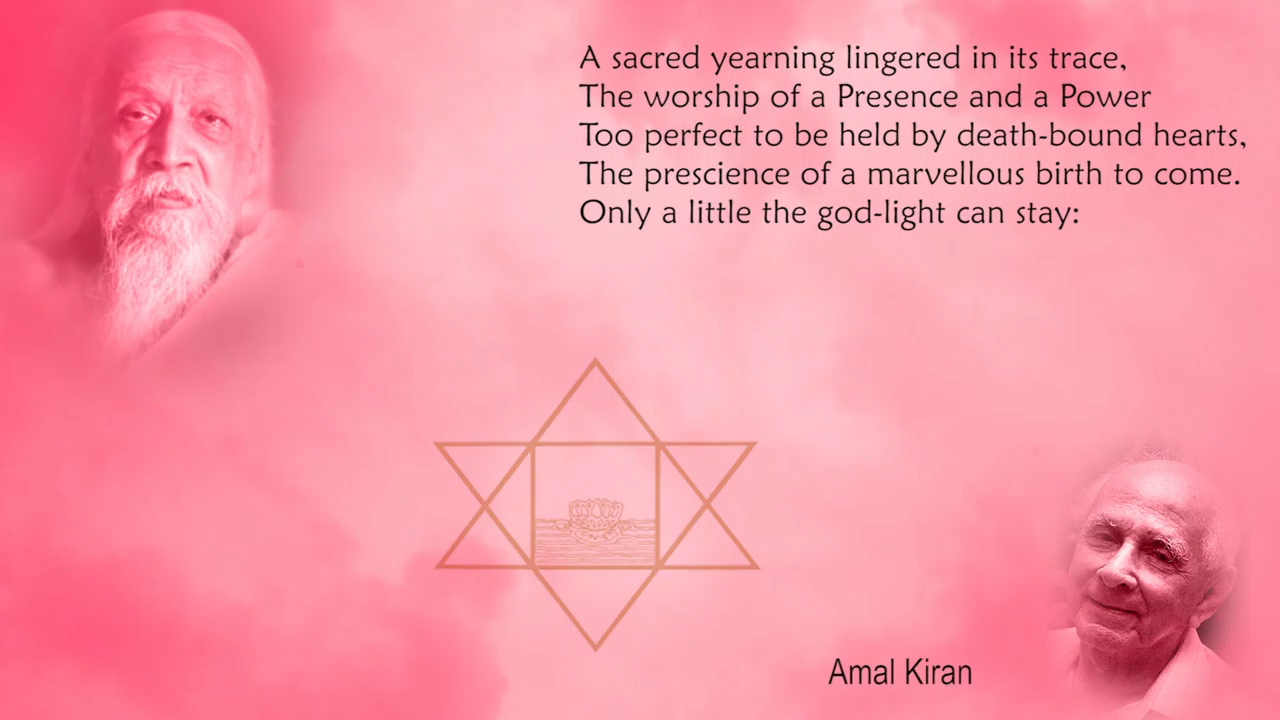 A sacred yearning lingered in its trace,
The worship of a Presence and a Power
Too perfect to be held by death-bound hearts,
The prescience of a marvellous birth to come.
Only a little the god-light can stay:
Amal Kiran